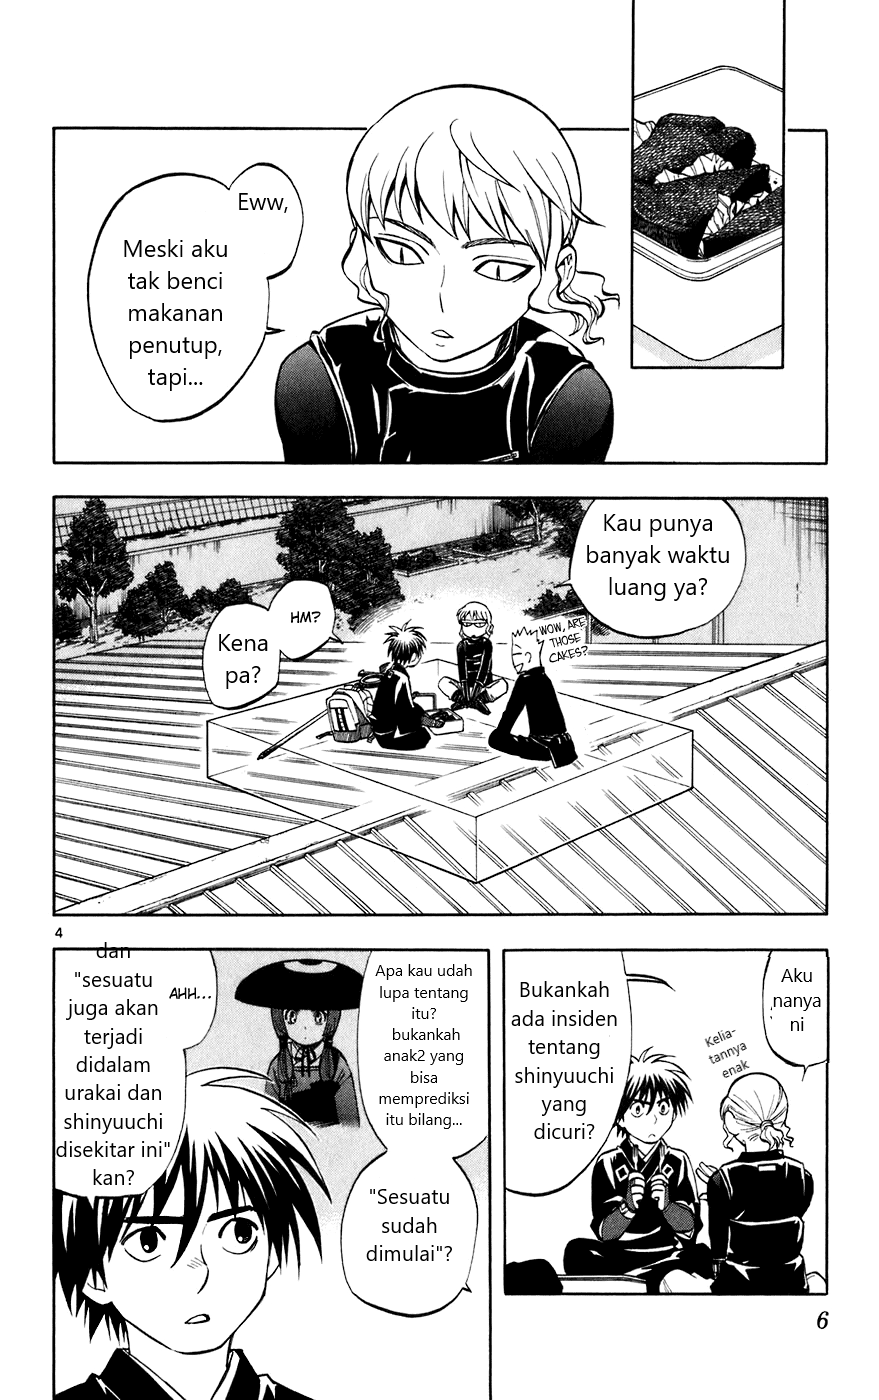 Eww,
Meski aku
tak benci
makanan
penutup,
tapi...
Kau punya
banyak waktu
luang ya?
WOW, ARE
THOSE
CAKES?
HM?
Kena
pa?
4
Aku
nanya
ni
Kelia-
tannya
enak
Bukankah
ada insiden
tentang
shinyuuchi
yang
dicuri?
6
Apa kau udah
lupa tentang
itu?
bukankah
anak2 yang
bisa
memprediksi
itu bilang...
"Sesuatu
sudah
dimulai"?
AHH...
dan
"sesuatu
juga akan
terjadi
didalam
urakai dan
shinyuuchi
disekitar ini"
kan?